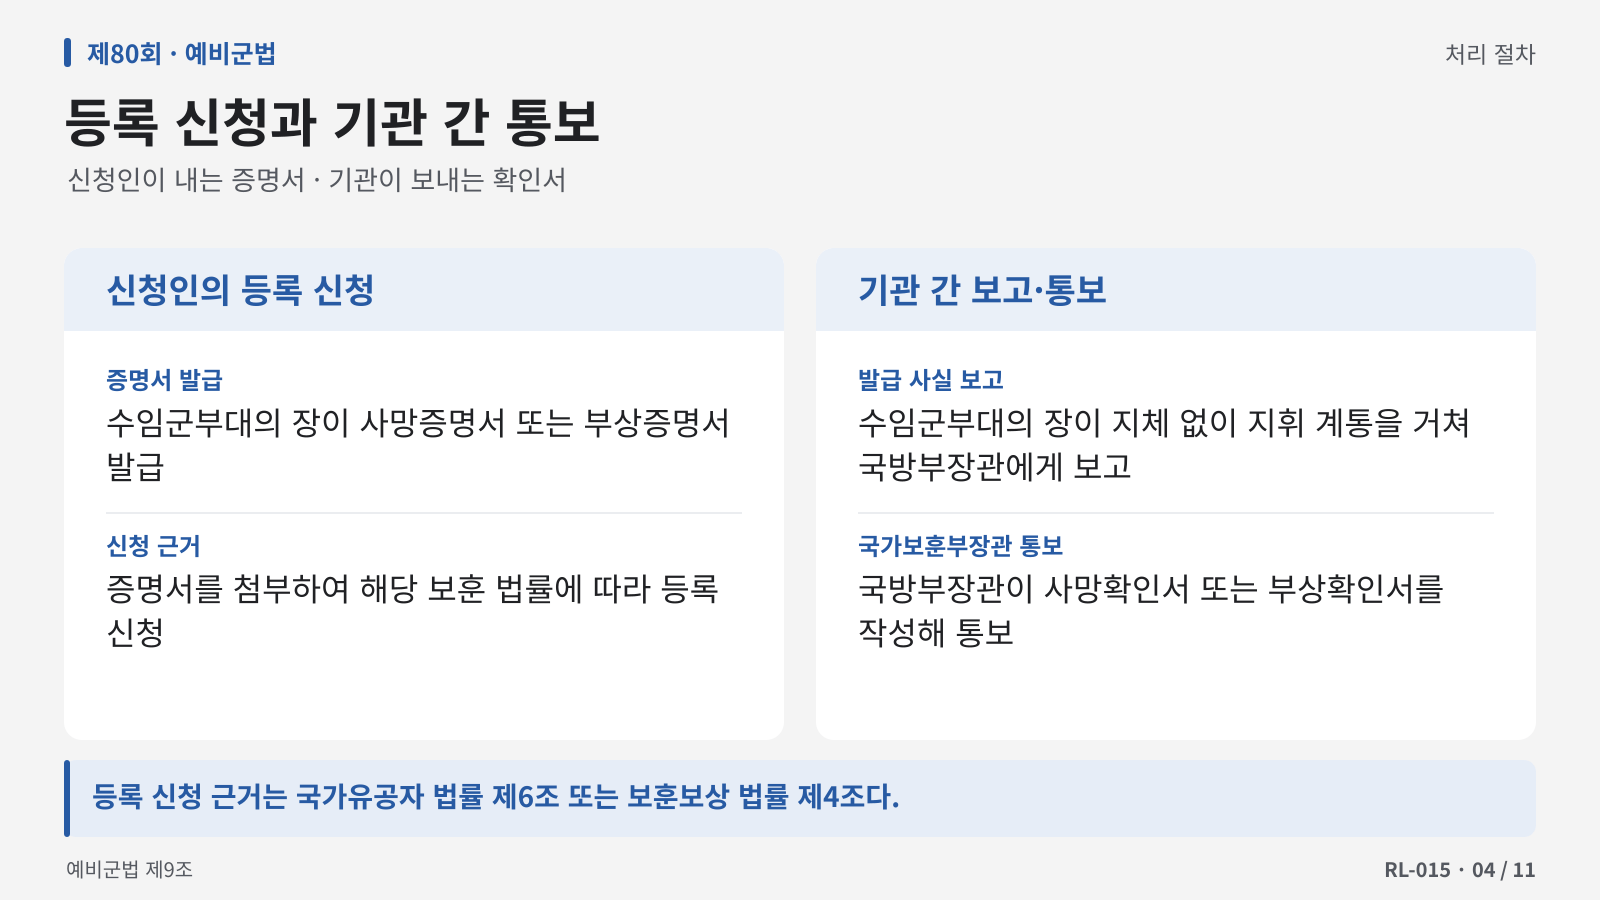 제80회 · 예비군법
처리 절차
등록 신청과 기관 간 통보
신청인이 내는 증명서 · 기관이 보내는 확인서
신청인의 등록 신청
증명서 발급
수임군부대의 장이 사망증명서 또는 부상증명서
발급
신청 근거
증명서를 첨부하여 해당 보훈 법률에 따라 등록
신청
기관 간 보고·통보
발급 사실 보고
수임군부대의 장이 지체 없이 지휘 계통을 거쳐
국방부장관에게 보고
국가보훈부장관 통보
국방부장관이 사망확인서 또는 부상확인서를
작성해 통보
등록 신청 근거는 국가유공자 법률 제6조 또는 보훈보상 법률 제4조다.
예비군법 제9조
RL-015 · 04 / 11